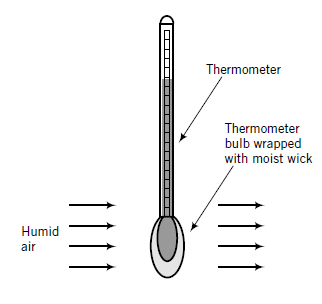 Thermometer
Thermometer
bulb wrapped
with moist wick
Humid
air